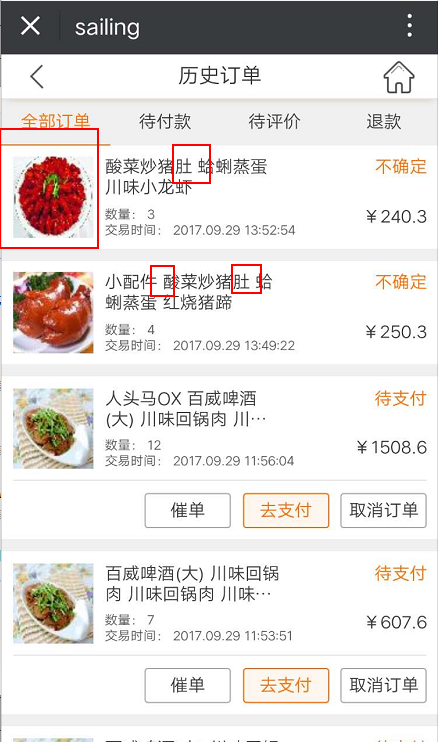 sailing
历史订单
全部订单 待付款 待评价 退款
酸菜炒猪肚 蛤蜊蒸蛋
川味小龙虾
不确定
数量： 3
交易时间： 2017.09.29 13:52:54
￥240.3
小配件 酸菜炒猪肚 蛤
蜊蒸蛋 红烧猪蹄
不确定
数量： 4
交易时间： 2017.09.29 13:49:22
￥250.3
人头马OX 百威啤酒
(大) 川味回锅肉 川…
待支付
数量： 12
交易时间： 2017.09.29 11:56:04
￥1508.6
催单 去支付 取消订单
百威啤酒(大) 川味回锅
肉 川味回锅肉 川味…
待支付
数量： 7
交易时间： 2017.09.29 11:53:51
￥607.6
催单 去支付 取消订单